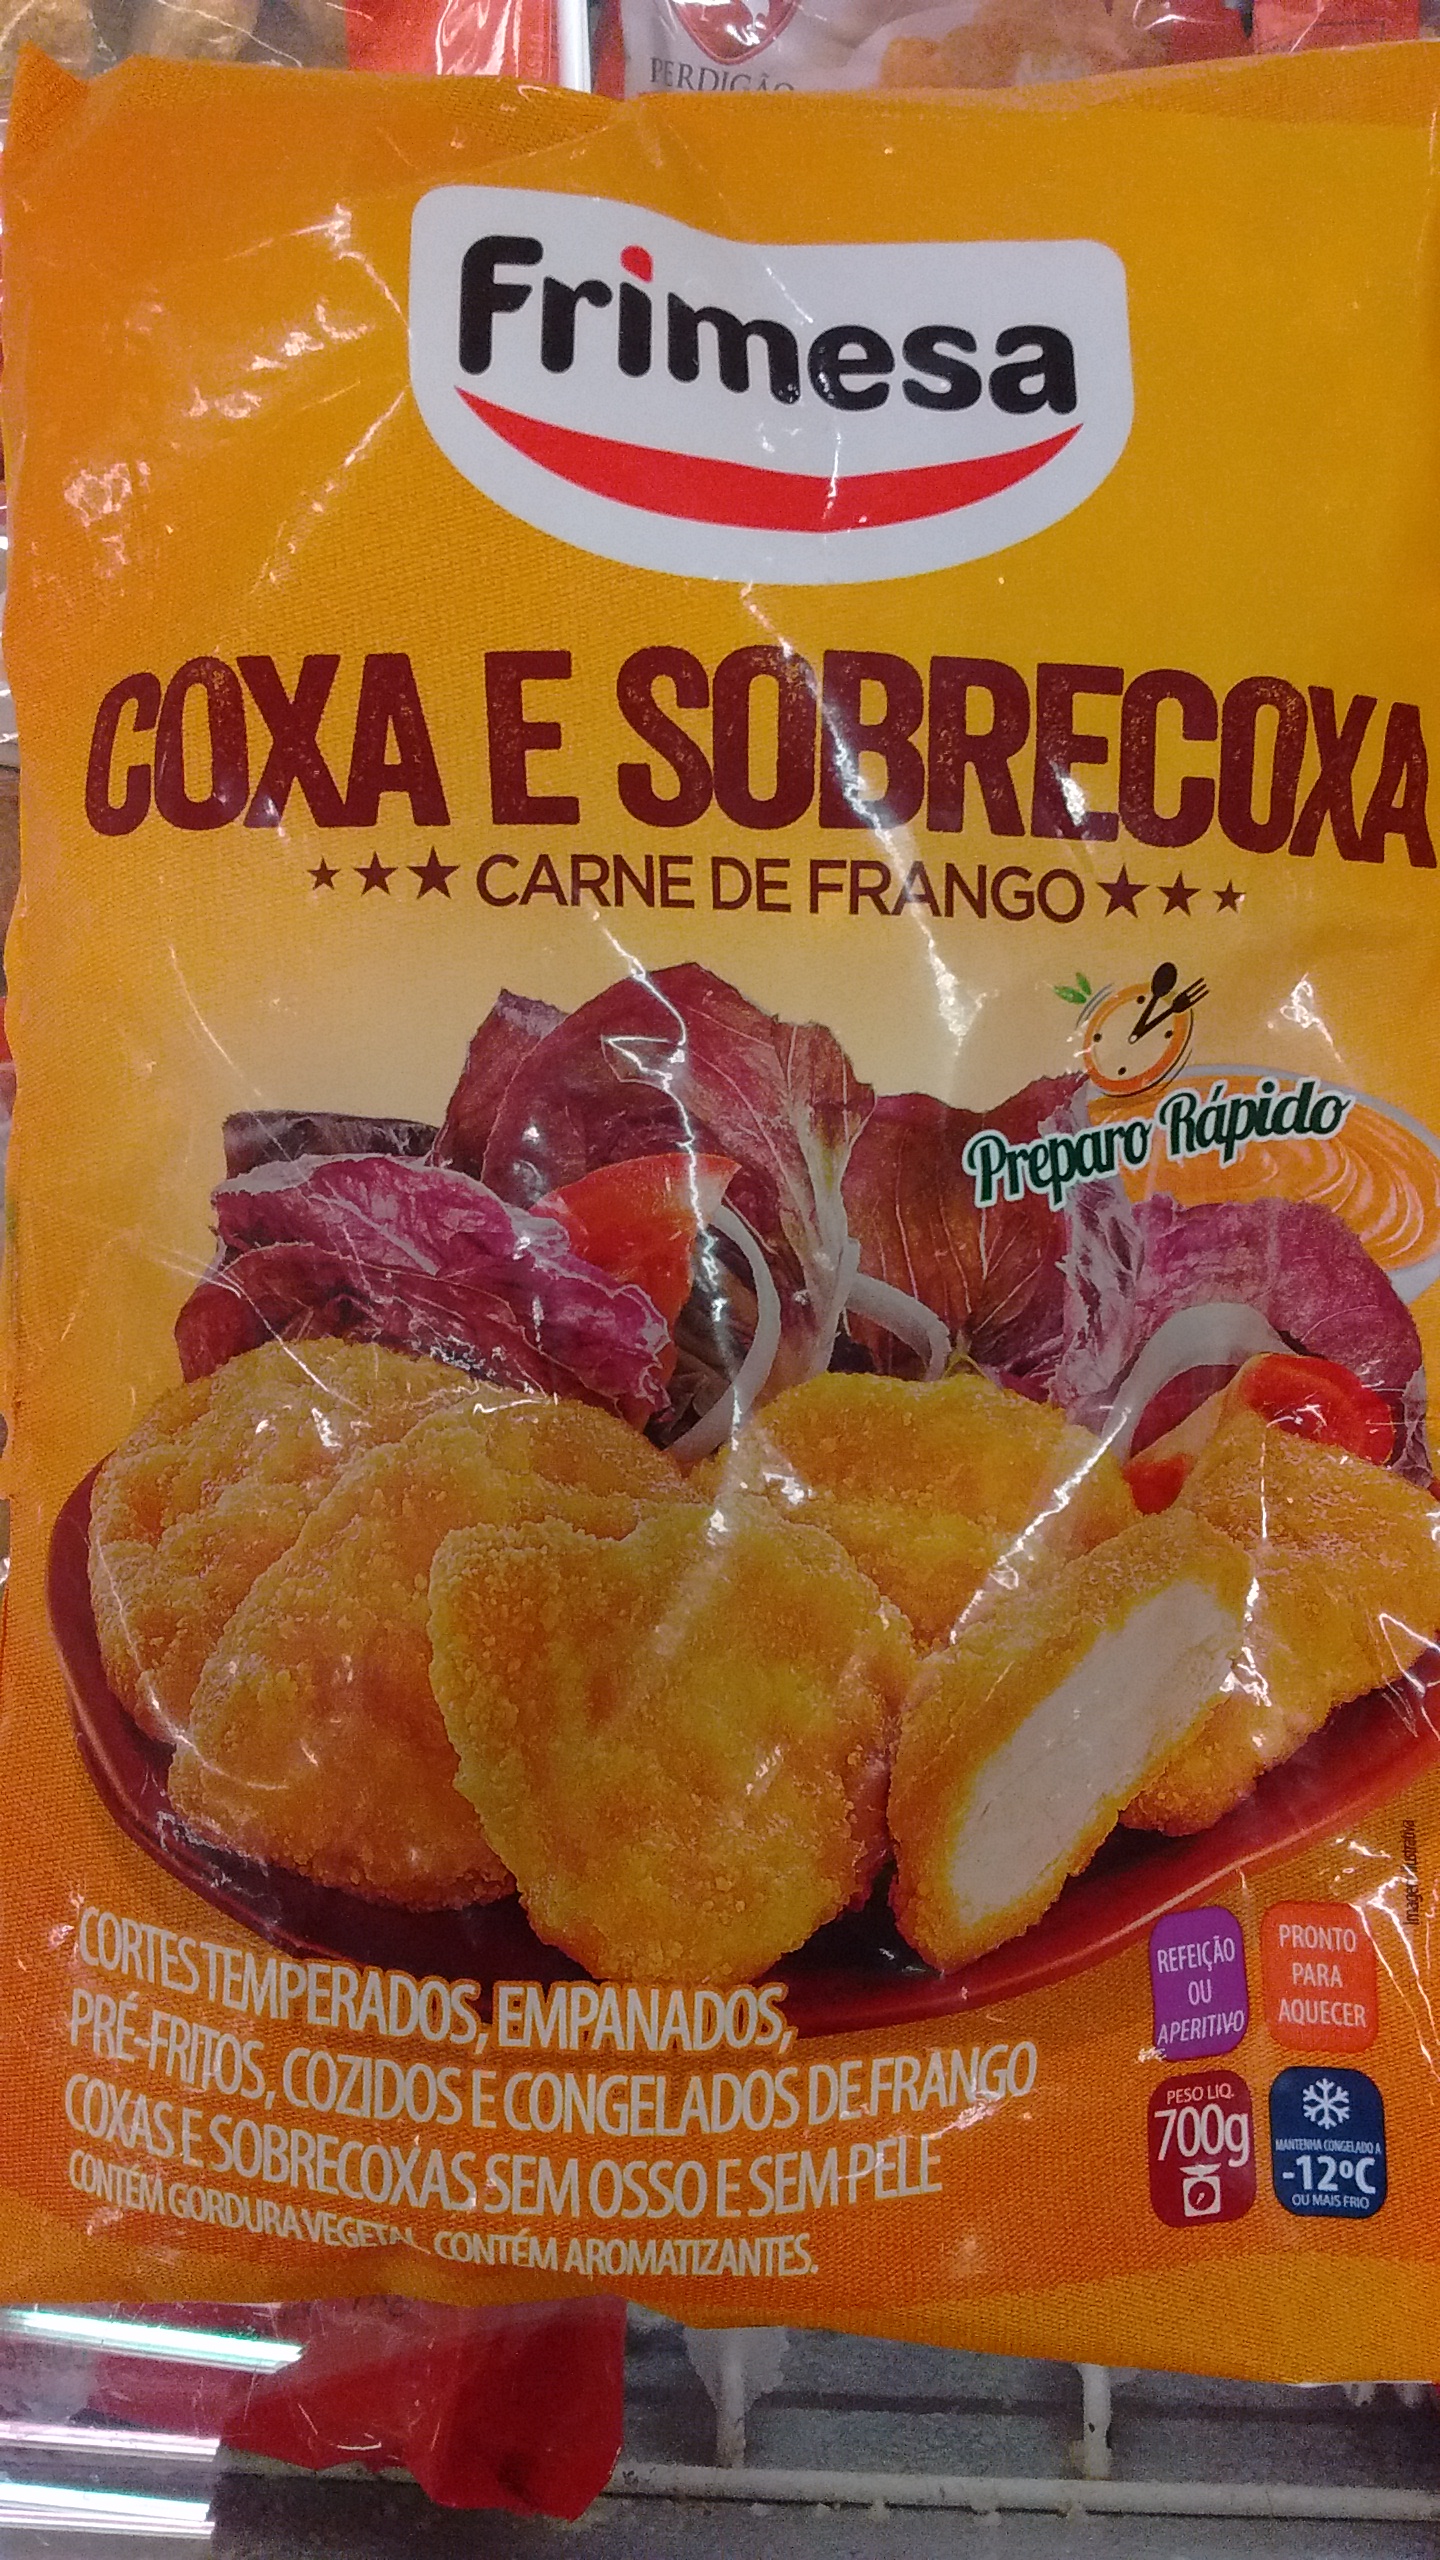 PERDIGÃO
Frimesa
COXA E SOBRECOXA
CARNE DE FRANGO
Preparo Rápido
Imagem ilustrativa
CORTES TEMPERADOS, EMPANADOS,
PRÉ-FRITOS, COZIDOS E CONGELADOS DE FRANGO
COXAS E SOBRECOXAS SEM OSSO E SEM PELE
CONTÉM GORDURA VEGETAL. CONTÉM AROMATIZANTES.
REFEIÇÃO
OU
APERITIVO
PRONTO
PARA
AQUECER
PESO LIQ.
700g
MANTENHA CONGELADO A
-12ºC
OU MAIS FRIO